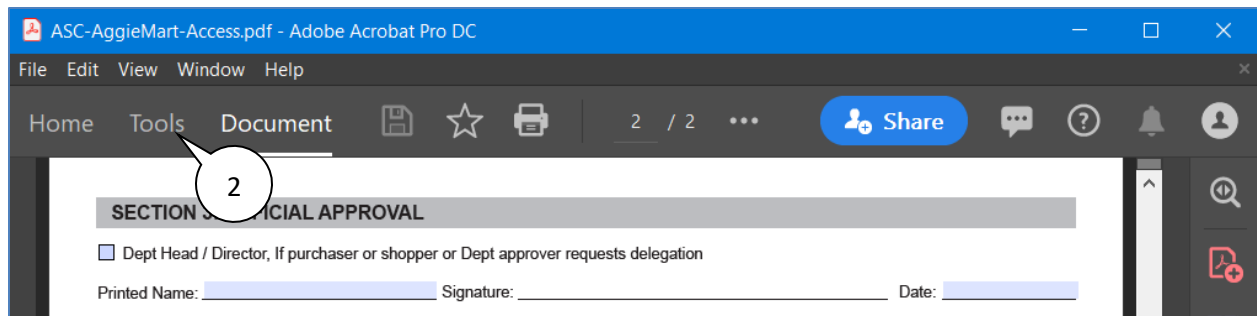 ASC-AggieMart-Access.pdf - Adobe Acrobat Pro DC
File Edit View Window Help
Home Tools Document 2 / 2 Share
2
SECTION APPROVAL
Dept Head / Director, If purchaser or shopper or Dept approver requests delegation
Printed Name: Signature: Date: